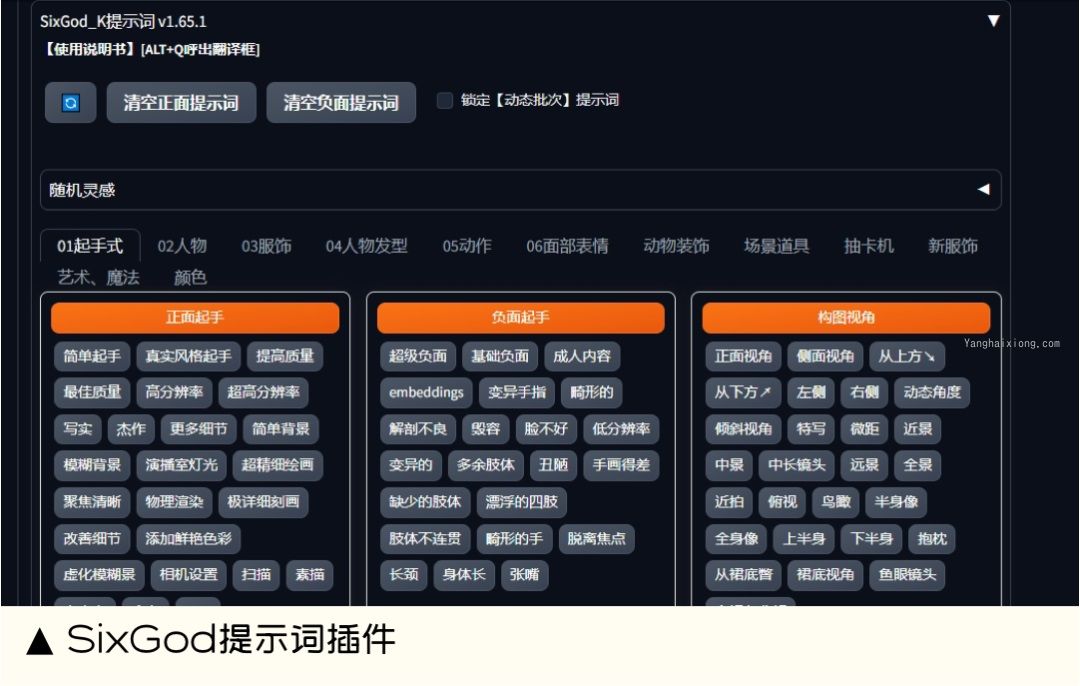 SixGod_K提示词 v1.65.1
【使用说明书】[ALT+Q呼出翻译框]
清空正面提示词 清空负面提示词 锁定【动态批次】提示词
随机灵感
01起手式 02人物 03服饰 04人物发型 05动作 06面部表情 动物装饰 场景道具 抽卡机 新服饰
艺术、魔法 颜色
正面起手
简单起手 真实风格起手 提高质量
最佳质量 高分辨率 超高分辨率
写实 杰作 更多细节 简单背景
模糊背景 演播室灯光 超精细绘画
聚焦清晰 物理渲染 极详细刻画
改善细节 添加鲜艳色彩
虚化模糊景 相机设置 扫描 素描
负面起手
超级负面 基础负面 成人内容
embeddings 变异手指 畸形的
解剖不良 毁容 脸不好 低分辨率
变异的 多余肢体 丑陋 手画得差
缺少的肢体 漂浮的四肢
肢体不连贯 畸形的手 脱离焦点
长颈 身体长 张嘴
构图视角
正面视角 侧面视角 从上方↘
从下方↗ 左侧 右侧 动态角度
倾斜视角 特写 微距 近景
中景 中长镜头 远景 全景
近拍 俯视 鸟瞰 半身像
全身像 上半身 下半身 抱枕
从裙底瞥 裙底视角 鱼眼镜头
Yanghaixiong.com
▲ SixGod提示词插件